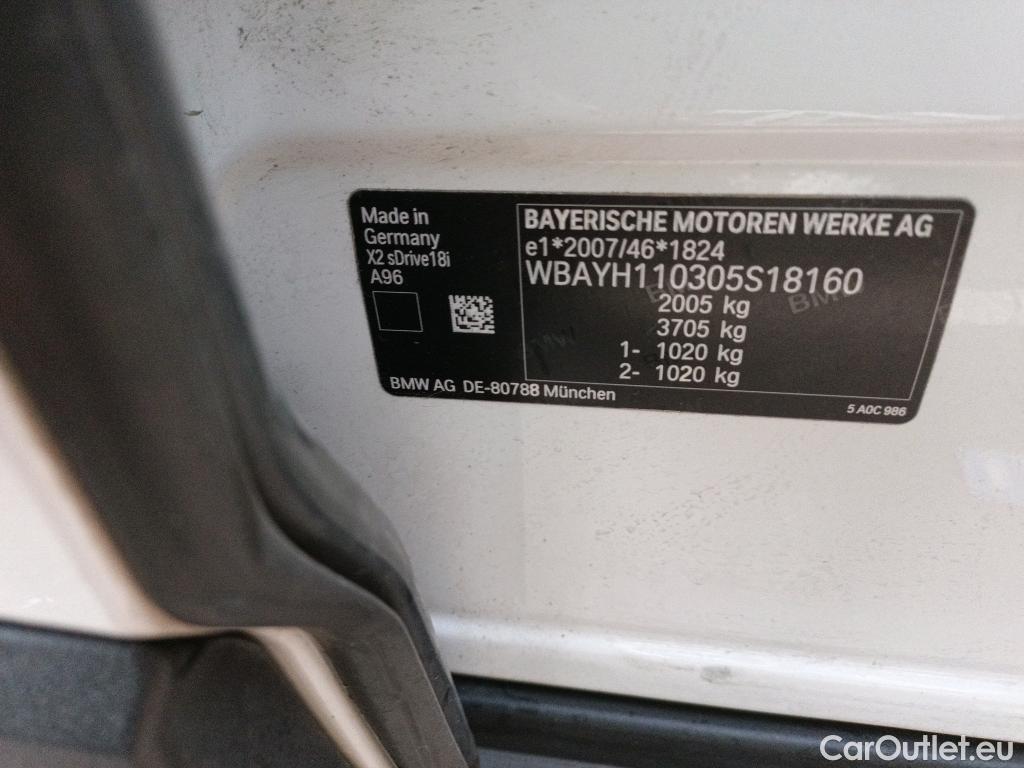 Made in
Germany
X2 sDrive18i
A96
BAYERISCHE MOTOREN WERKE AG
e1*2007/46*1824
WBAYH110305S18160
2005 kg
3705 kg
1- 1020 kg
2- 1020 kg
BMW AG DE-80788 München
5 A0C 986
CarOutlet.eu